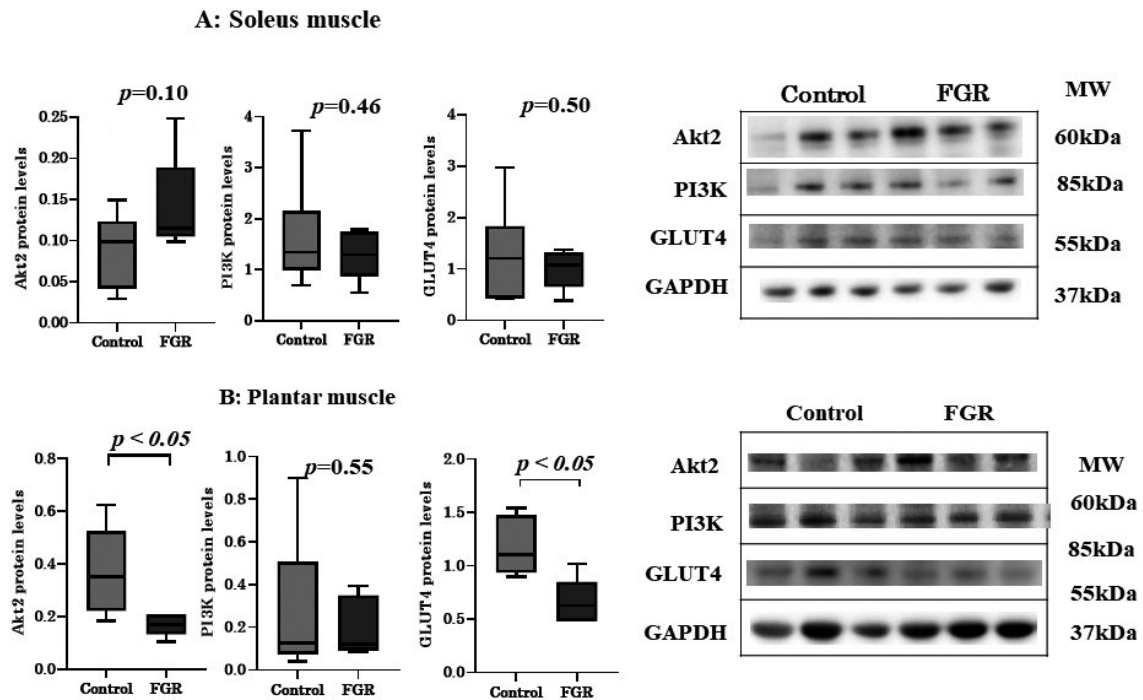 A: Soleus muscle
p=0.10
Akt2 protein levels
0.25
0.20
0.15
0.10
0.05
0.00
Control FGR
p=0.46
PI3K protein levels
4
3
2
1
0
Control FGR
p=0.50
GLUT4 protein levels
4
3
2
1
0
Control FGR
Control FGR MW
Akt2 60kDa
PI3K 85kDa
GLUT4 55kDa
GAPDH 37kDa
B: Plantar muscle
p < 0.05
Akt2 protein levels
0.8
0.6
0.4
0.2
0.0
Control FGR
p=0.55
PI3K protein levels
1.0
0.8
0.6
0.4
0.2
0.0
Control FGR
p < 0.05
GLUT4 protein levels
2.0
1.5
1.0
0.5
0.0
Control FGR
Control FGR
MW
Akt2 60kDa
PI3K 85kDa
GLUT4 55kDa
GAPDH 37kDa